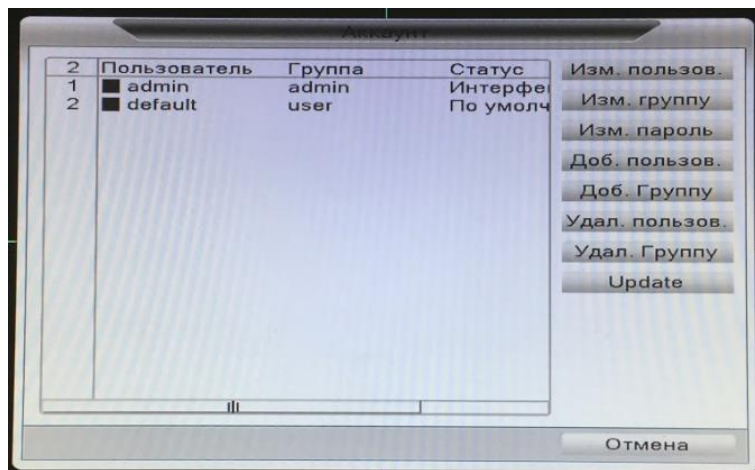 Аккаунт
2 Пользователь Группа Статус
1 admin admin Интерфе
2 default user По умолч
Изм. пользов.
Изм. группу
Изм. пароль
Доб. пользов.
Доб. Группу
Удал. пользов.
Удал. Группу
Update
Отмена